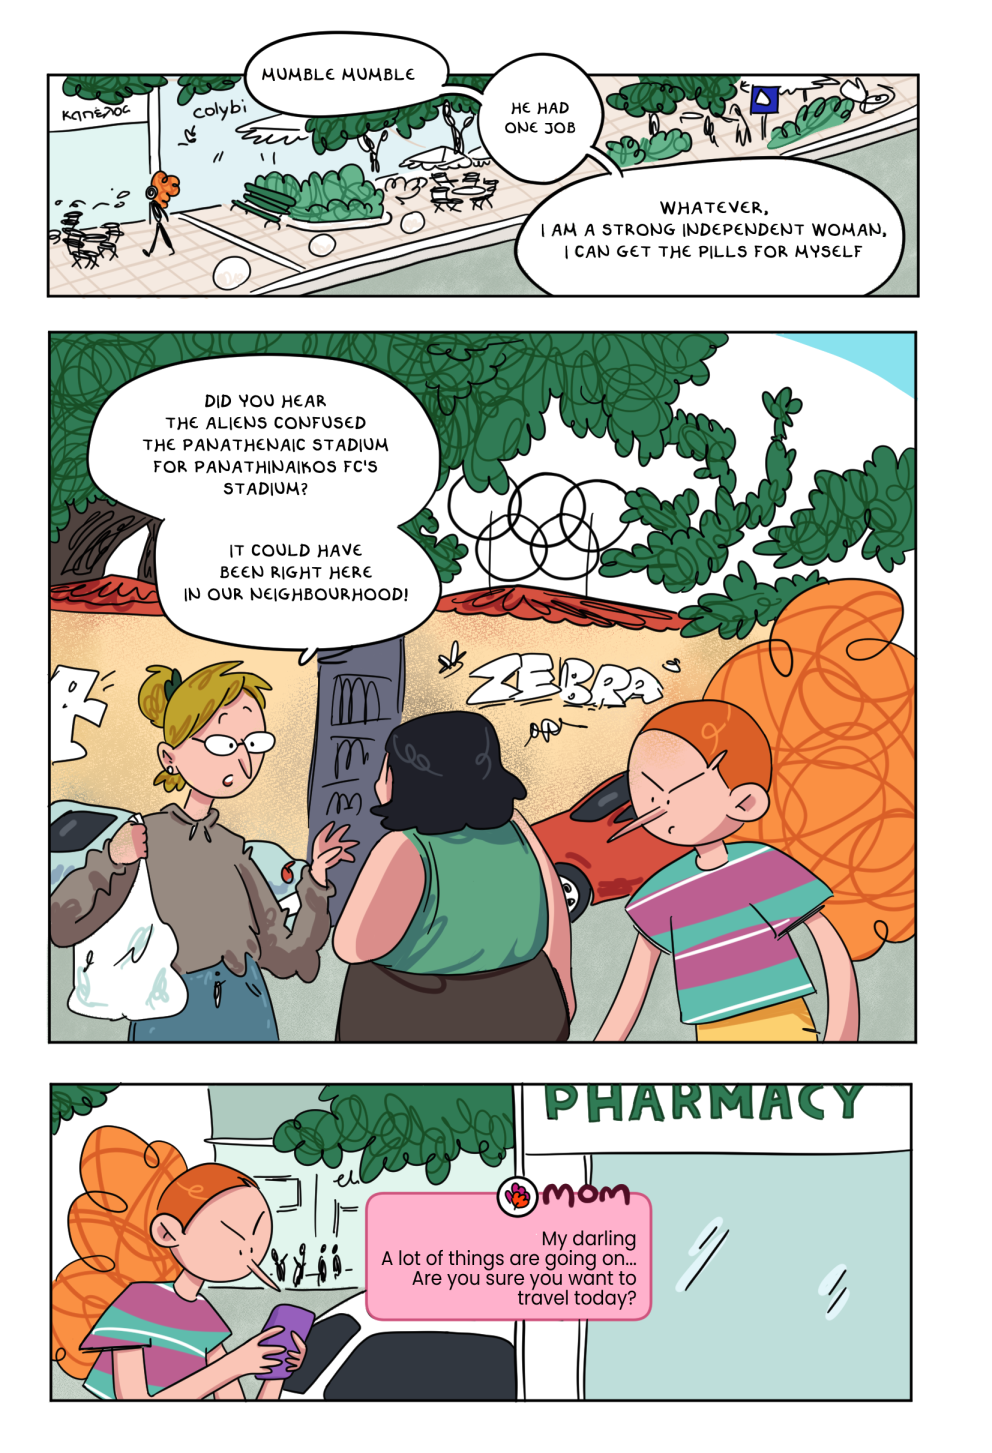 MUMBLE MUMBLE
καπέλος
colybi
HE HAD
ONE JOB
WHATEVER,
I AM A STRONG INDEPENDENT WOMAN,
I CAN GET THE PILLS FOR MYSELF
DID YOU HEAR
THE ALIENS CONFUSED
THE PANATHENAIC STADIUM
FOR PANATHINAIKOS FC'S
STADIUM?
IT COULD HAVE
BEEN RIGHT HERE
IN OUR NEIGHBOURHOOD!
ZEBRA
PHARMACY
mom
My darling
A lot of things are going on...
Are you sure you want to
travel today?